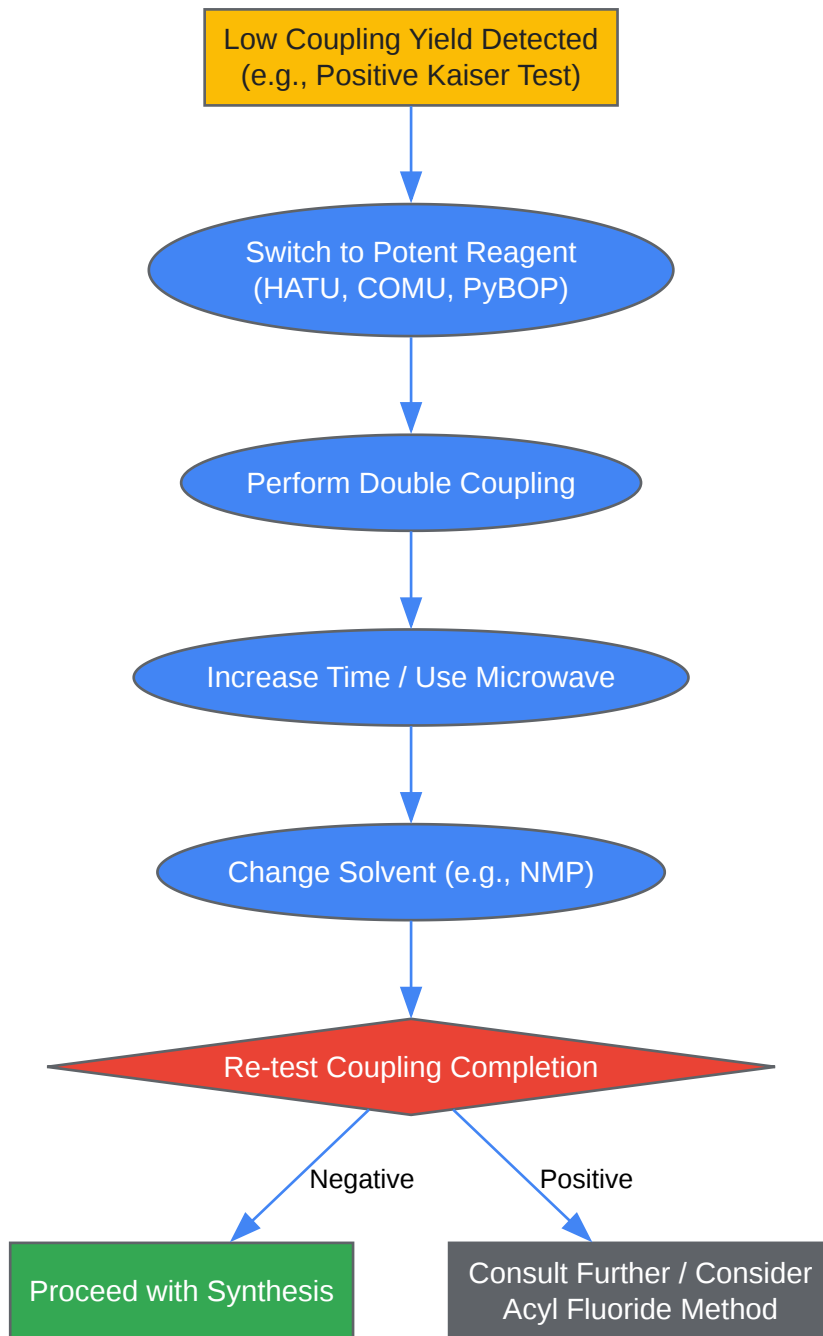 Low Coupling Yield Detected
(e.g., Positive Kaiser Test)
Switch to Potent Reagent
(HATU, COMU, PyBOP)
Perform Double Coupling
Increase Time / Use Microwave
Change Solvent (e.g., NMP)
Re-test Coupling Completion
Negative
Positive
Proceed with Synthesis
Consult Further / Consider
Acyl Fluoride Method